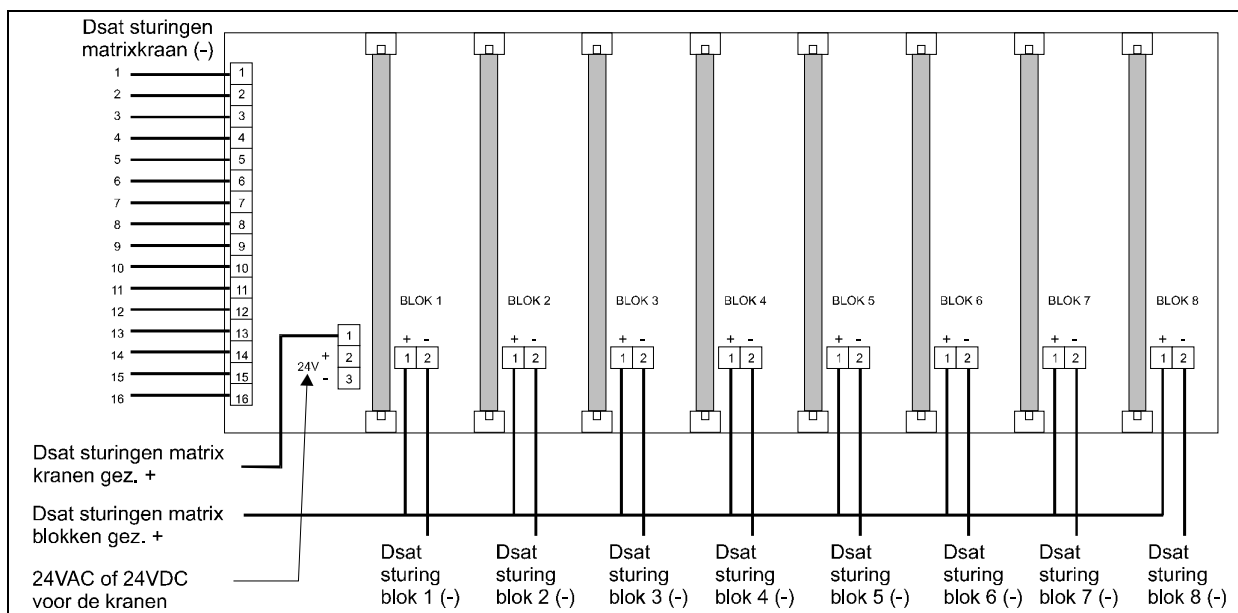 Dsat sturingen
matrixkraan (-)
1 1
2 2
3 3
4 4
5 5
6 6
7 7
8 8
9 9
10 10
11 11
12 12
13 13
14 14
15 15
16 16
1
24V + 2
- 3
BLOK 1 BLOK 2 BLOK 3 BLOK 4 BLOK 5 BLOK 6 BLOK 7 BLOK 8
+ - + - + - + - + - + - + - + -
1 2 1 2 1 2 1 2 1 2 1 2 1 2 1 2
Dsat sturingen matrix
kranen gez. +
Dsat sturingen matrix
blokken gez. +
24VAC of 24VDC
voor de kranen
Dsat
sturing
blok 1 (-)
Dsat
sturing
blok 2 (-)
Dsat
sturing
blok 3 (-)
Dsat
sturing
blok 4 (-)
Dsat
sturing
blok 5 (-)
Dsat
sturing
blok 6 (-)
Dsat
sturing
blok 7 (-)
Dsat
sturing
blok 8 (-)